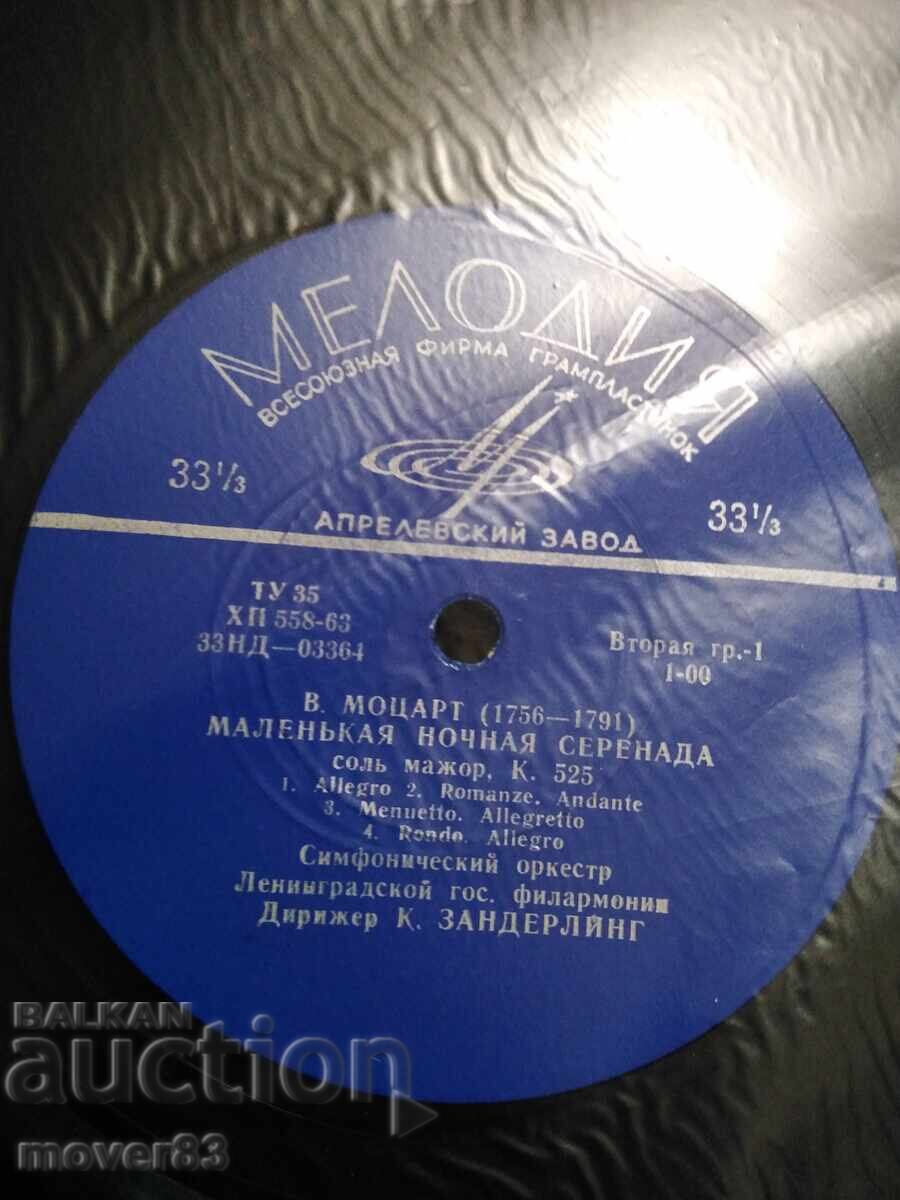 МЕЛОДИЯ
ВСЕСОЮЗНАЯ ФИРМА ГРАМПЛАСТИНОК
33⅓
33⅓
АПРЕЛЕВСКИЙ ЗАВОД
ТУ 35
ХП 558-63
33НД—03364
Вторая гр.-1
1-00
В. МОЦАРТ (1756—1791)
МАЛЕНЬКАЯ НОЧНАЯ СЕРЕНАДА
соль мажор, К. 525
1. Allegro 2. Romanze. Andante
3. Menuetto. Allegretto
4. Rondo. Allegro
Симфонический оркестр
Ленинградской гос. филармонии
Дирижер К. ЗАНДЕРЛИНГ
BALKAN
auction
mover83